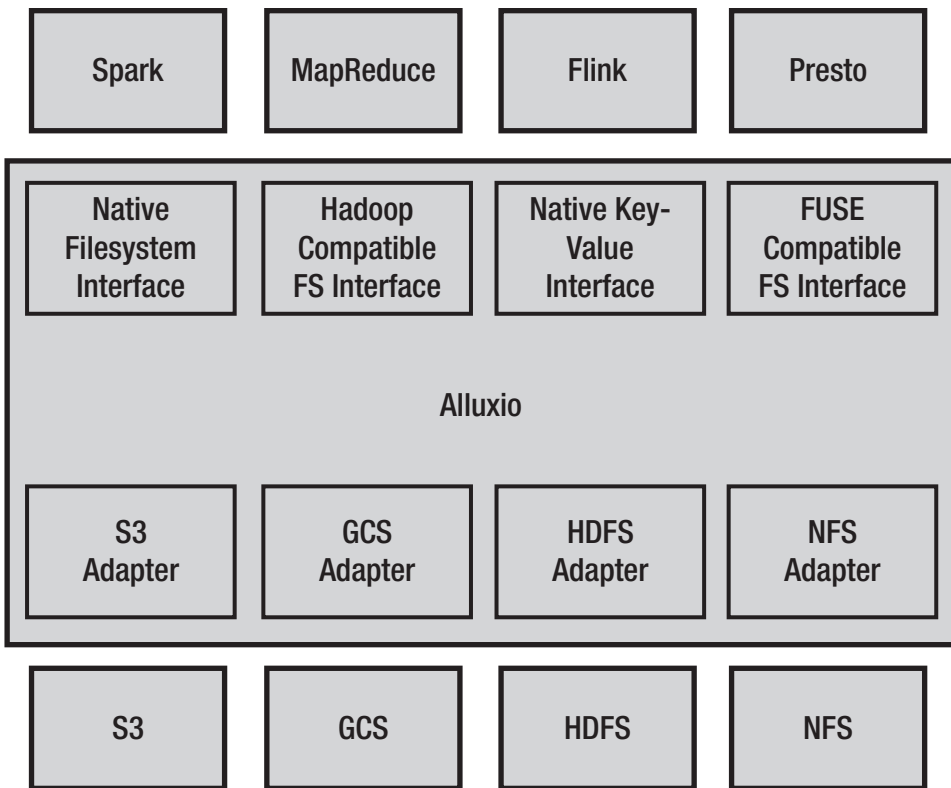 Spark
MapReduce
Flink
Presto
Native
Filesystem
Interface
Hadoop
Compatible
FS Interface
Native Key-
Value
Interface
FUSE
Compatible
FS Interface
Alluxio
S3
Adapter
GCS
Adapter
HDFS
Adapter
NFS
Adapter
S3
GCS
HDFS
NFS